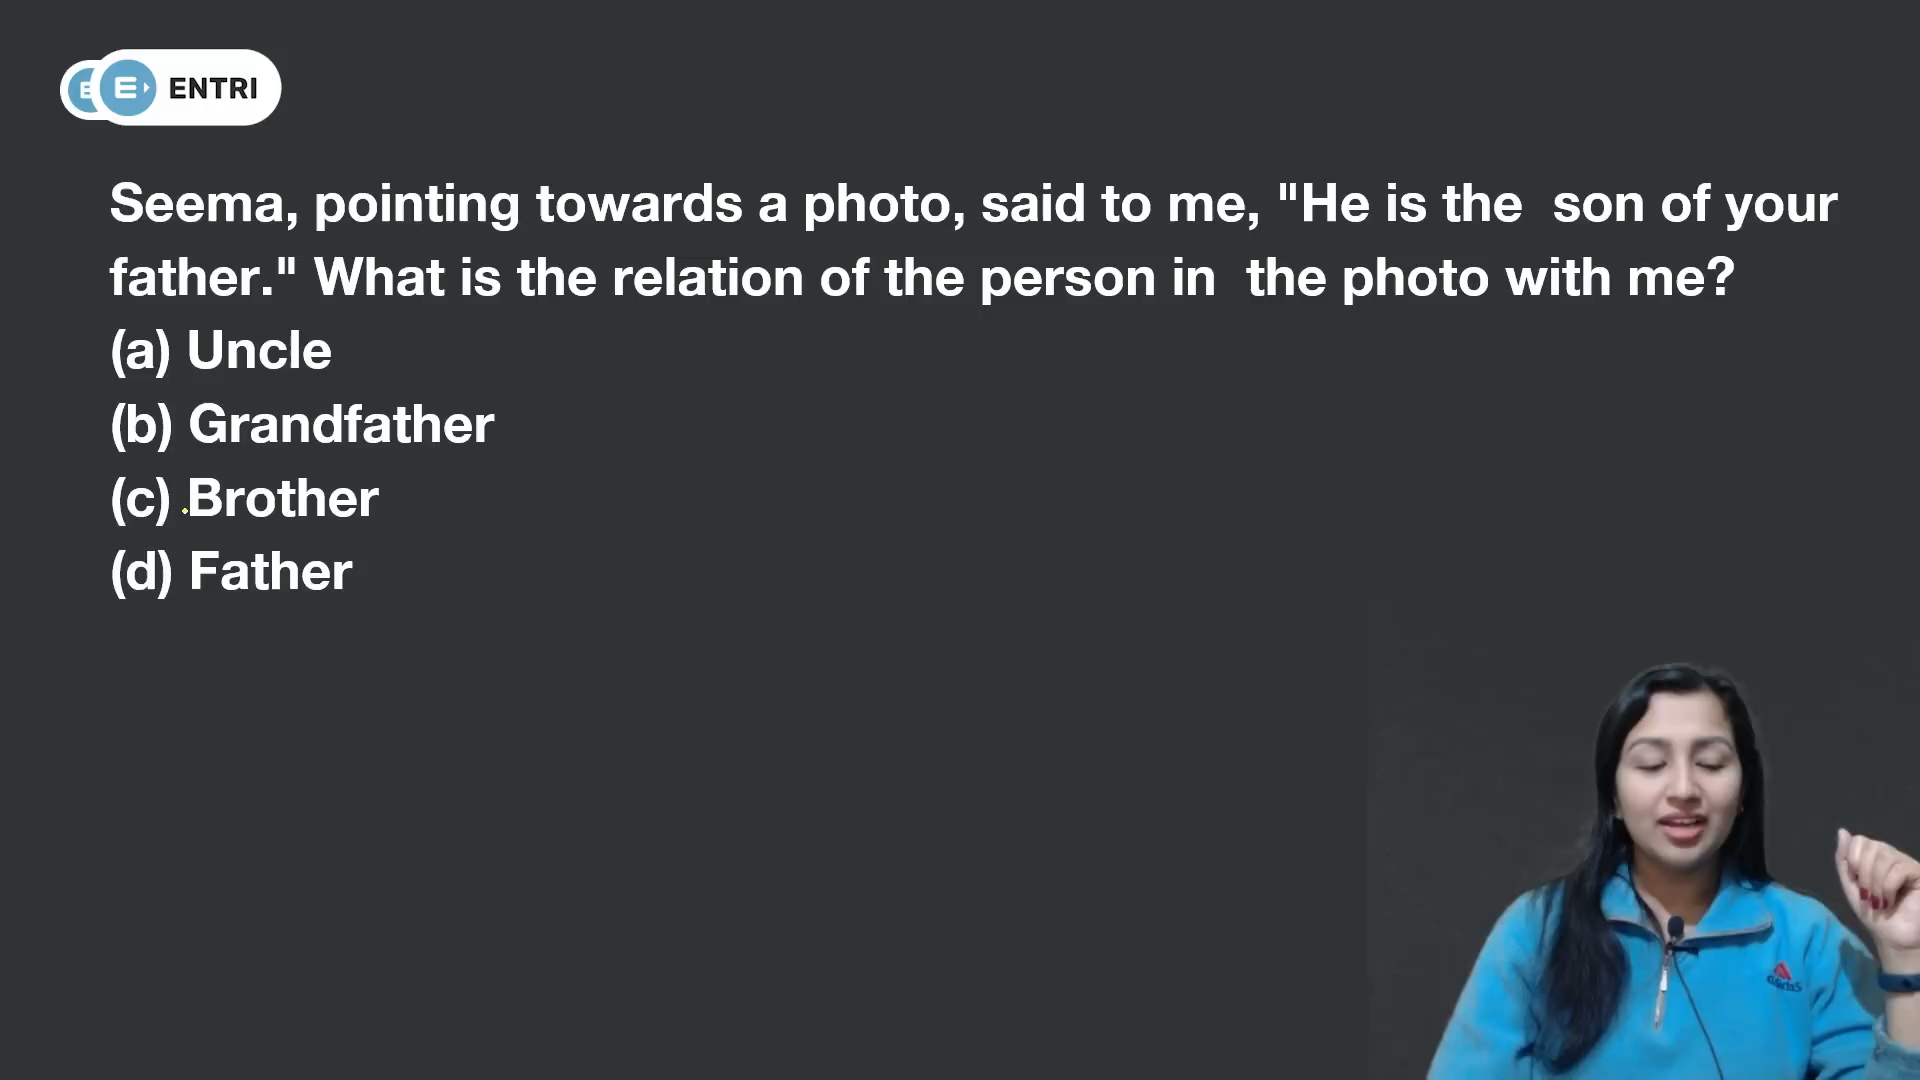 ENTRI
Seema, pointing towards a photo, said to me, "He is the  son of your
father." What is the relation of the person in  the photo with me?
(a) Uncle
(b) Grandfather
(c) Brother
(d) Father